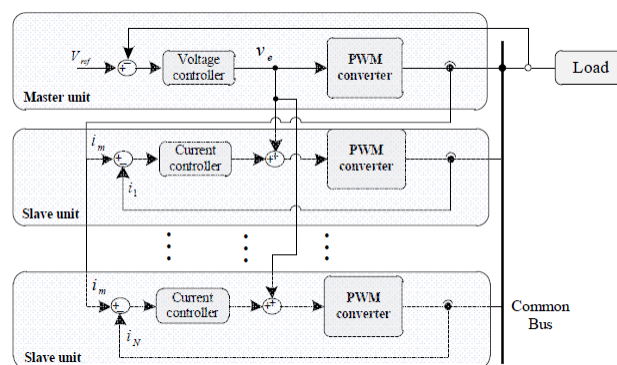 V_ref
Voltage
controller
v_e
PWM
converter
Load
Master unit
i_m
Current
controller
PWM
converter
i_1
Slave unit
i_m
Current
controller
PWM
converter
Common
Bus
i_N
Slave unit